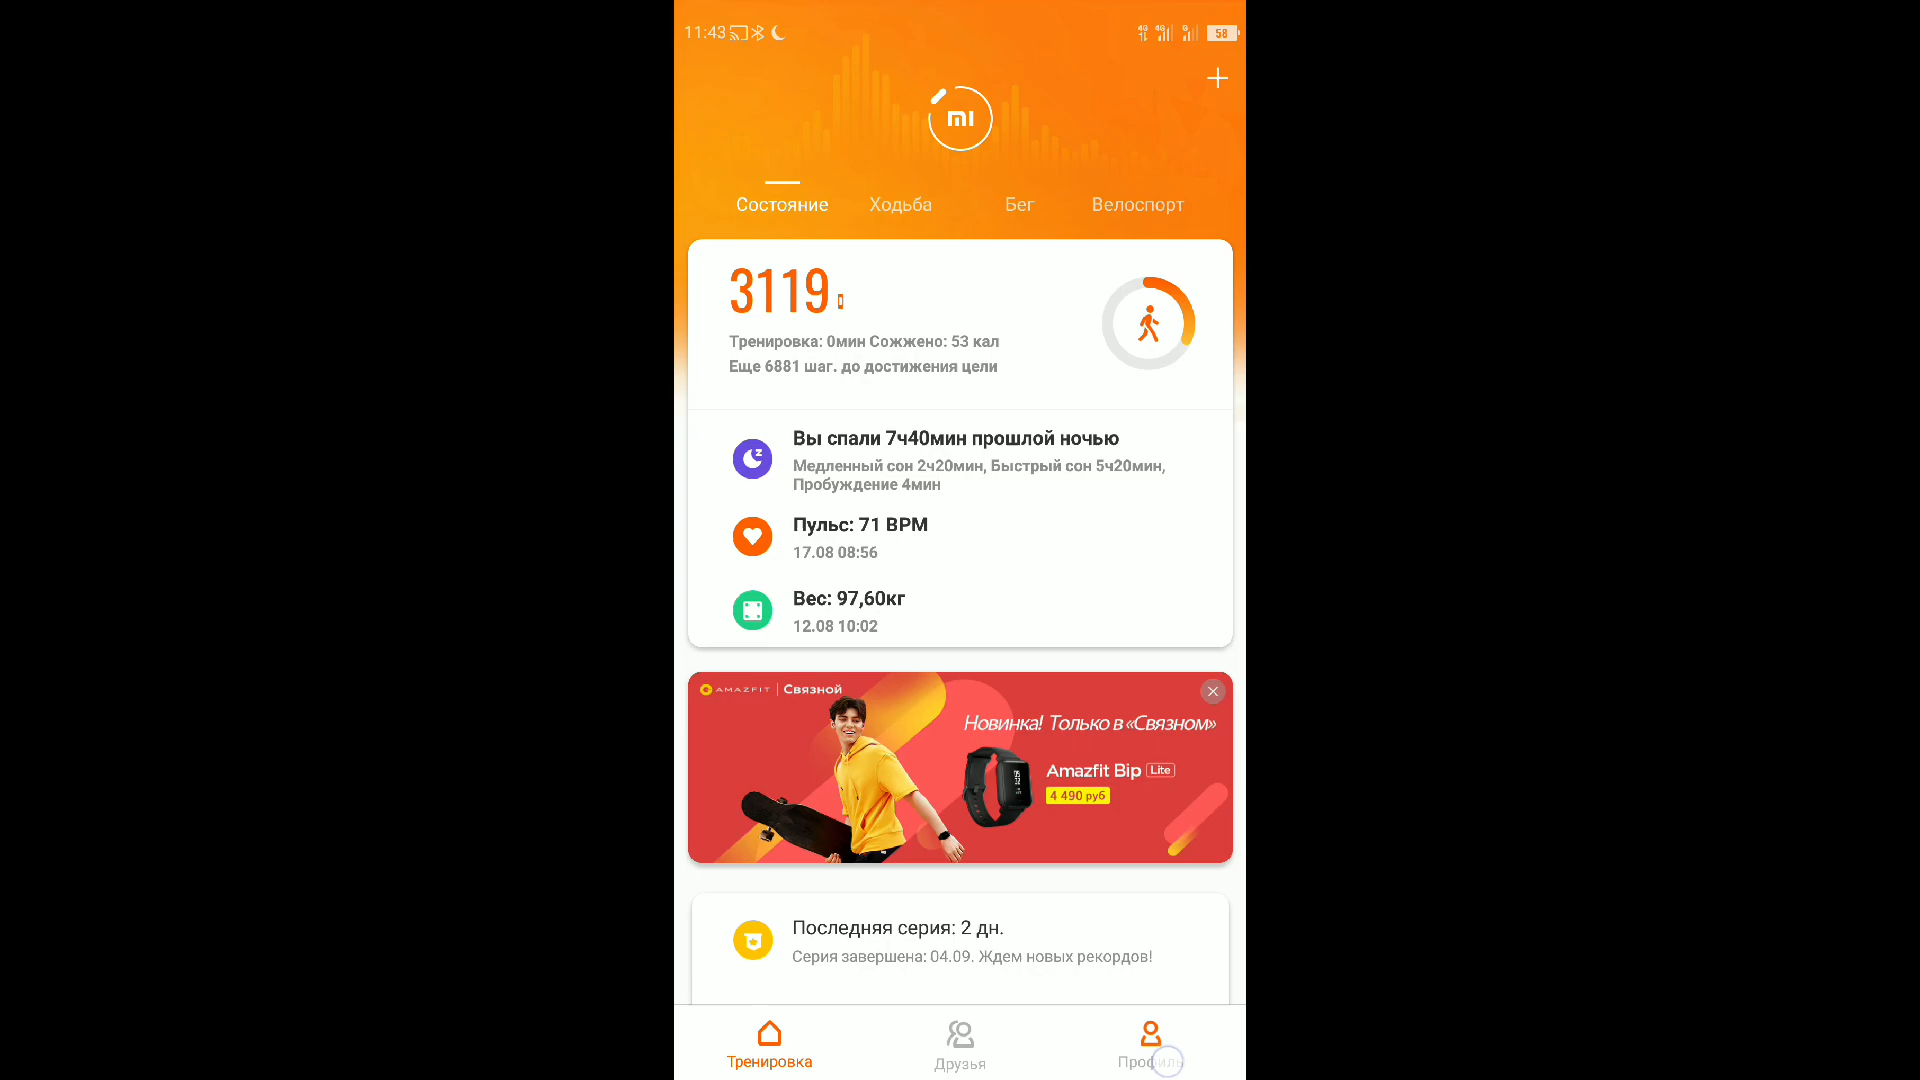 11:43
4G 4G G 58
mi
Состояние Ходьба Бег Велоспорт
3119
Тренировка: 0мин Сожжено: 53 кал
Еще 6881 шаг. до достижения цели
Вы спали 7ч40мин прошлой ночью
Медленный сон 2ч20мин, Быстрый сон 5ч20мин,
Пробуждение 4мин
Пульс: 71 BPM
17.08 08:56
Вес: 97,60кг
12.08 10:02
AMAZFIT | Связной
Новинка! Только в «Связном»
Amazfit Bip Lite
4 490 руб
Последняя серия: 2 дн.
Серия завершена: 04.09. Ждем новых рекордов!
Тренировка Друзья Профиль